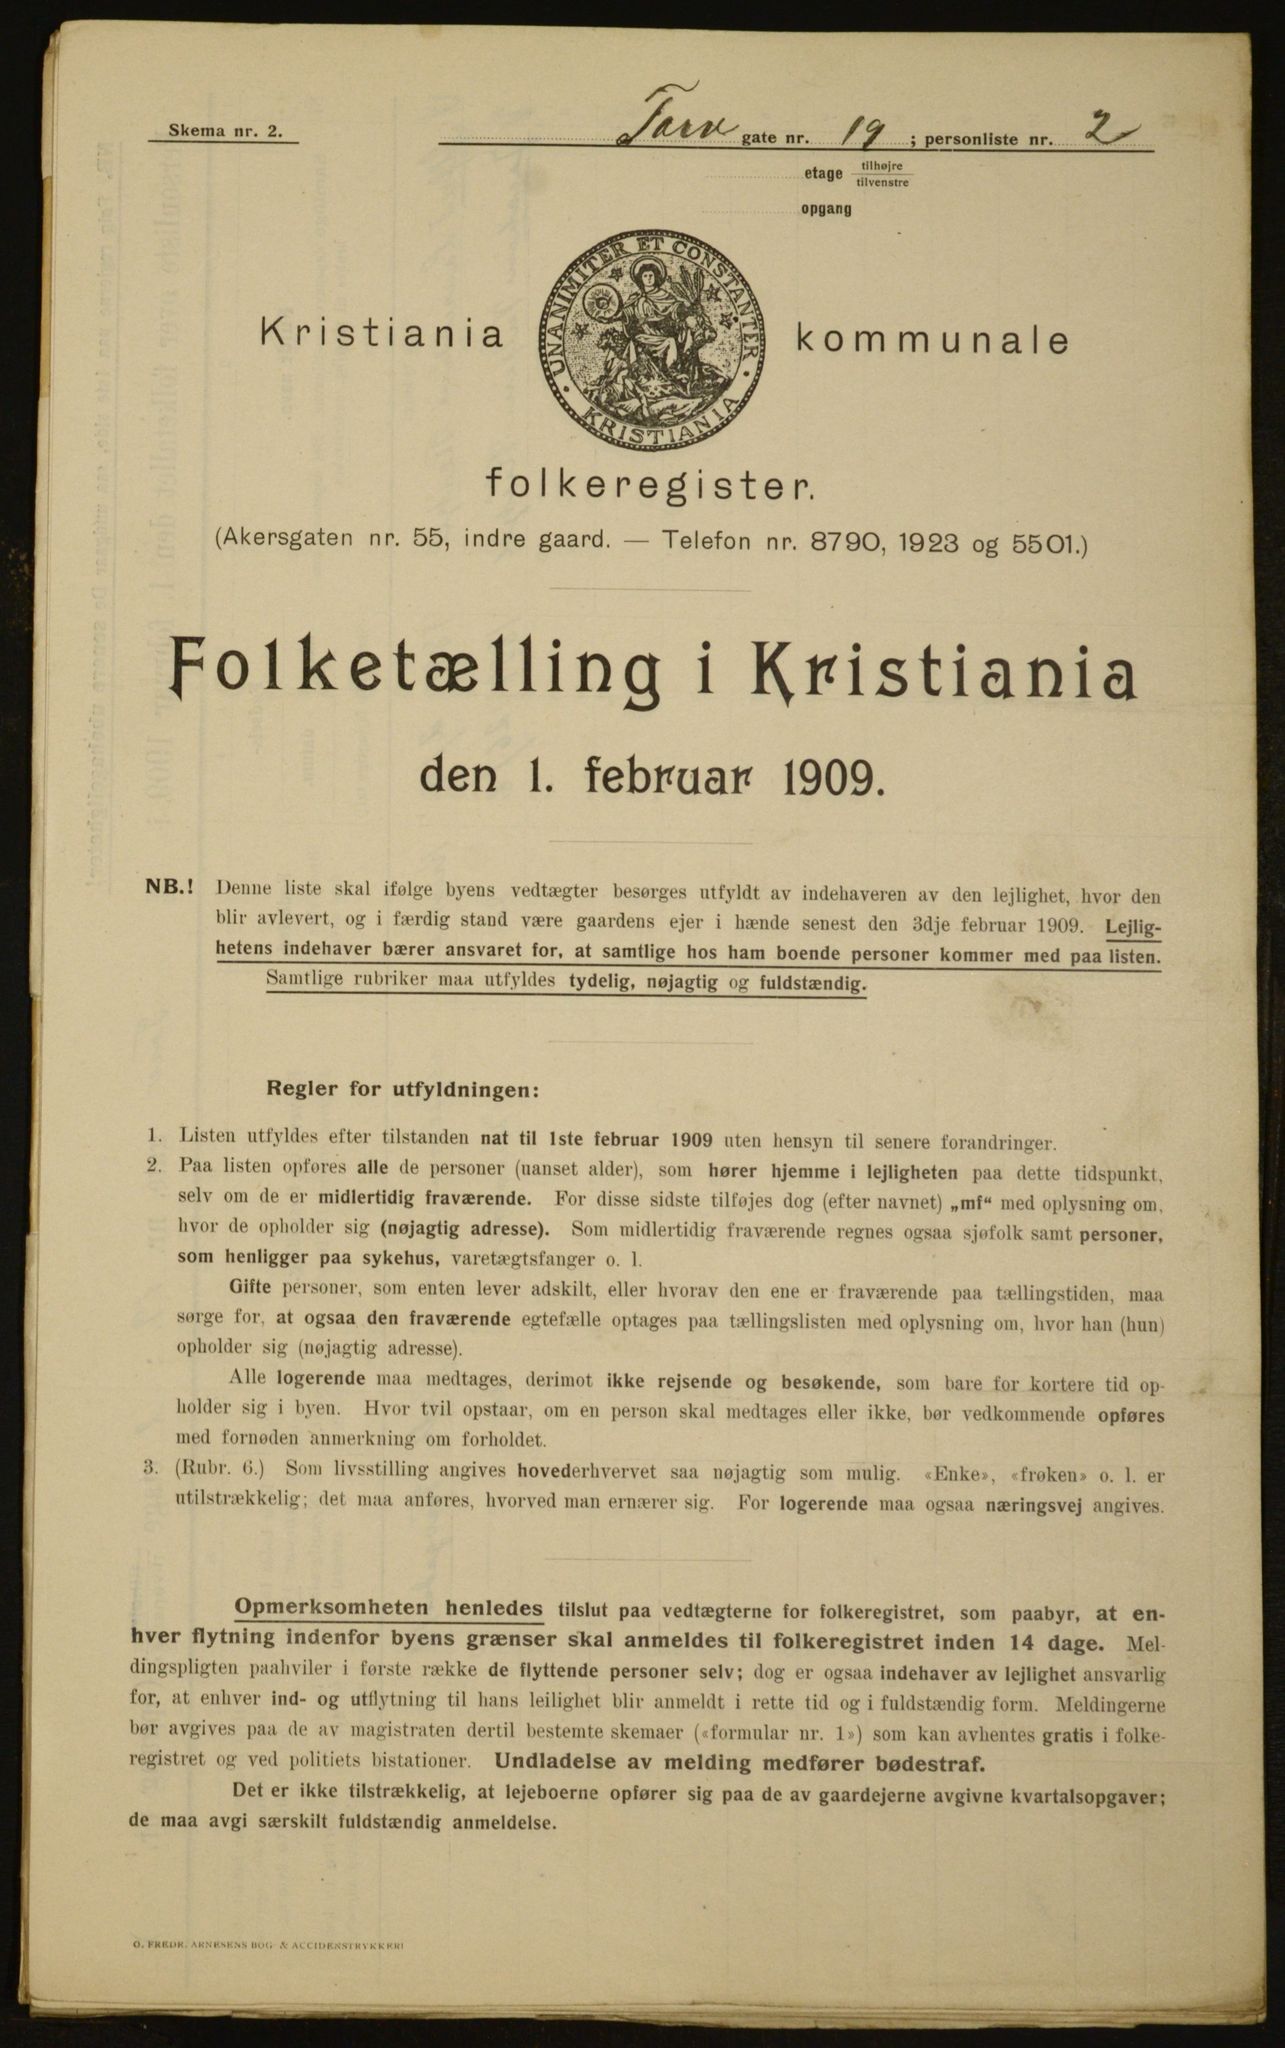 Skema nr. 2.
Torv gate nr. 19 ; personliste nr. 2
etage tilhøjre
tilvenstre
opgang
UNANIMITER ET CONSTANTER
KRISTIANIA
Kristiania kommunale
folkeregister.
(Akersgaten nr. 55, indre gaard. — Telefon nr. 8790, 1923 og 5501.)
Folketælling i Kristiania
den 1. februar 1909.
NB.! Denne liste skal ifølge byens vedtægter besørges utfyldt av indehaveren av den lejlighet, hvor den
blir avlevert, og i færdig stand være gaardens ejer i hænde senest den 3dje februar 1909. Lejlig-
hetens indehaver bærer ansvaret for, at samtlige hos ham boende personer kommer med paa listen.
Samtlige rubriker maa utfyldes tydelig, nøjagtig og fuldstændig.
Regler for utfyldningen:
1. Listen utfyldes efter tilstanden nat til 1ste februar 1909 uten hensyn til senere forandringer.
2. Paa listen opføres alle de personer (uanset alder), som hører hjemme i lejligheten paa dette tidspunkt,
selv om de er midlertidig fraværende. For disse sidste tilføjes dog (efter navnet) „mf“ med oplysning om,
hvor de opholder sig (nøjagtig adresse). Som midlertidig fraværende regnes ogsaa sjøfolk samt personer,
som henligger paa sykehus, varetægtsfanger o. l.
Gifte personer, som enten lever adskilt, eller hvorav den ene er fraværende paa tællingstiden, maa
sørge for, at ogsaa den fraværende egtefælle optages paa tællingslisten med oplysning om, hvor han (hun)
opholder sig (nøjagtig adresse).
Alle logerende maa medtages, derimot ikke rejsende og besøkende, som bare for kortere tid op-
holder sig i byen. Hvor tvil opstaar, om en person skal medtages eller ikke, bør vedkommende opføres
med fornøden anmerkning om forholdet.
3. (Rubr. 6.) Som livsstilling angives hovederhvervet saa nøjagtig som mulig. «Enke», «frøken» o. l. er
utilstrækkelig; det maa anføres, hvorved man ernærer sig. For logerende maa ogsaa næringsvej angives.
Opmerksomheten henledes tilslut paa vedtægterne for folkeregistret, som paabyr, at en-
hver flytning indenfor byens grænser skal anmeldes til folkeregistret inden 14 dage. Mel-
dingspligten paahviler i første række de flyttende personer selv; dog er ogsaa indehaver av lejlighet ansvarlig
for, at enhver ind- og utflytning til hans leilighet blir anmeldt i rette tid og i fuldstændig form. Meldingerne
bør avgives paa de av magistraten dertil bestemte skemaer («formular nr. 1») som kan avhentes gratis i folke-
registret og ved politiets bistationer. Undladelse av melding medfører bødestraf.
Det er ikke tilstrækkelig, at lejeboerne opfører sig paa de av gaardejerne avgivne kvartalsopgaver;
de maa avgi særskilt fuldstændig anmeldelse.
O. FREDR. ARNESENS BOG- & ACCIDENSTRYKKERI